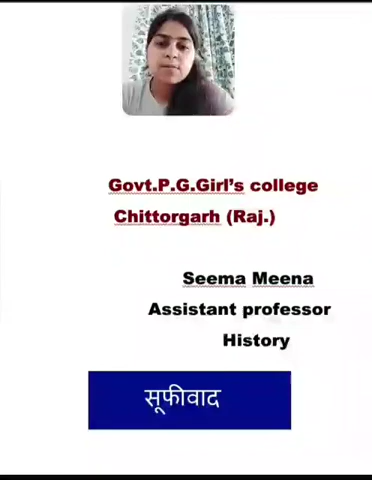 Govt.P.G.Girl's college
Chittorgarh (Raj.)
Seema Meena
Assistant professor
History
सूफीवाद